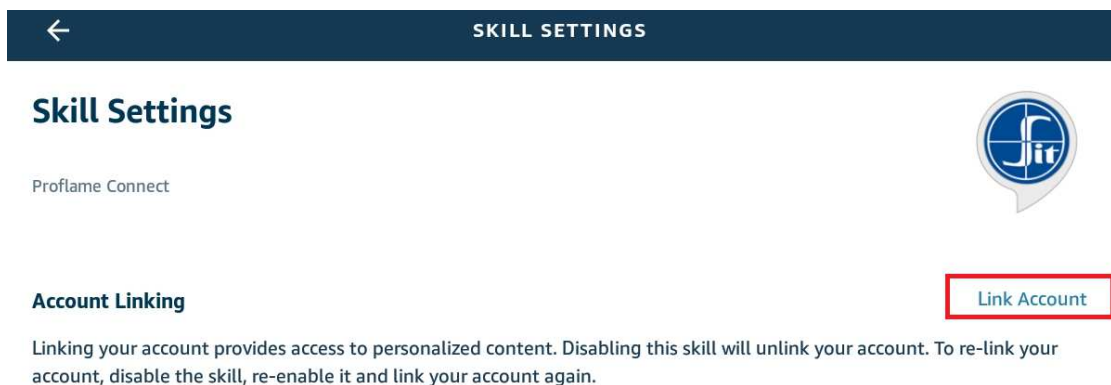 SKILL SETTINGS
Skill Settings
Sit
Proflame Connect
Account Linking
Link Account
Linking your account provides access to personalized content. Disabling this skill will unlink your account. To re-link your
account, disable the skill, re-enable it and link your account again.